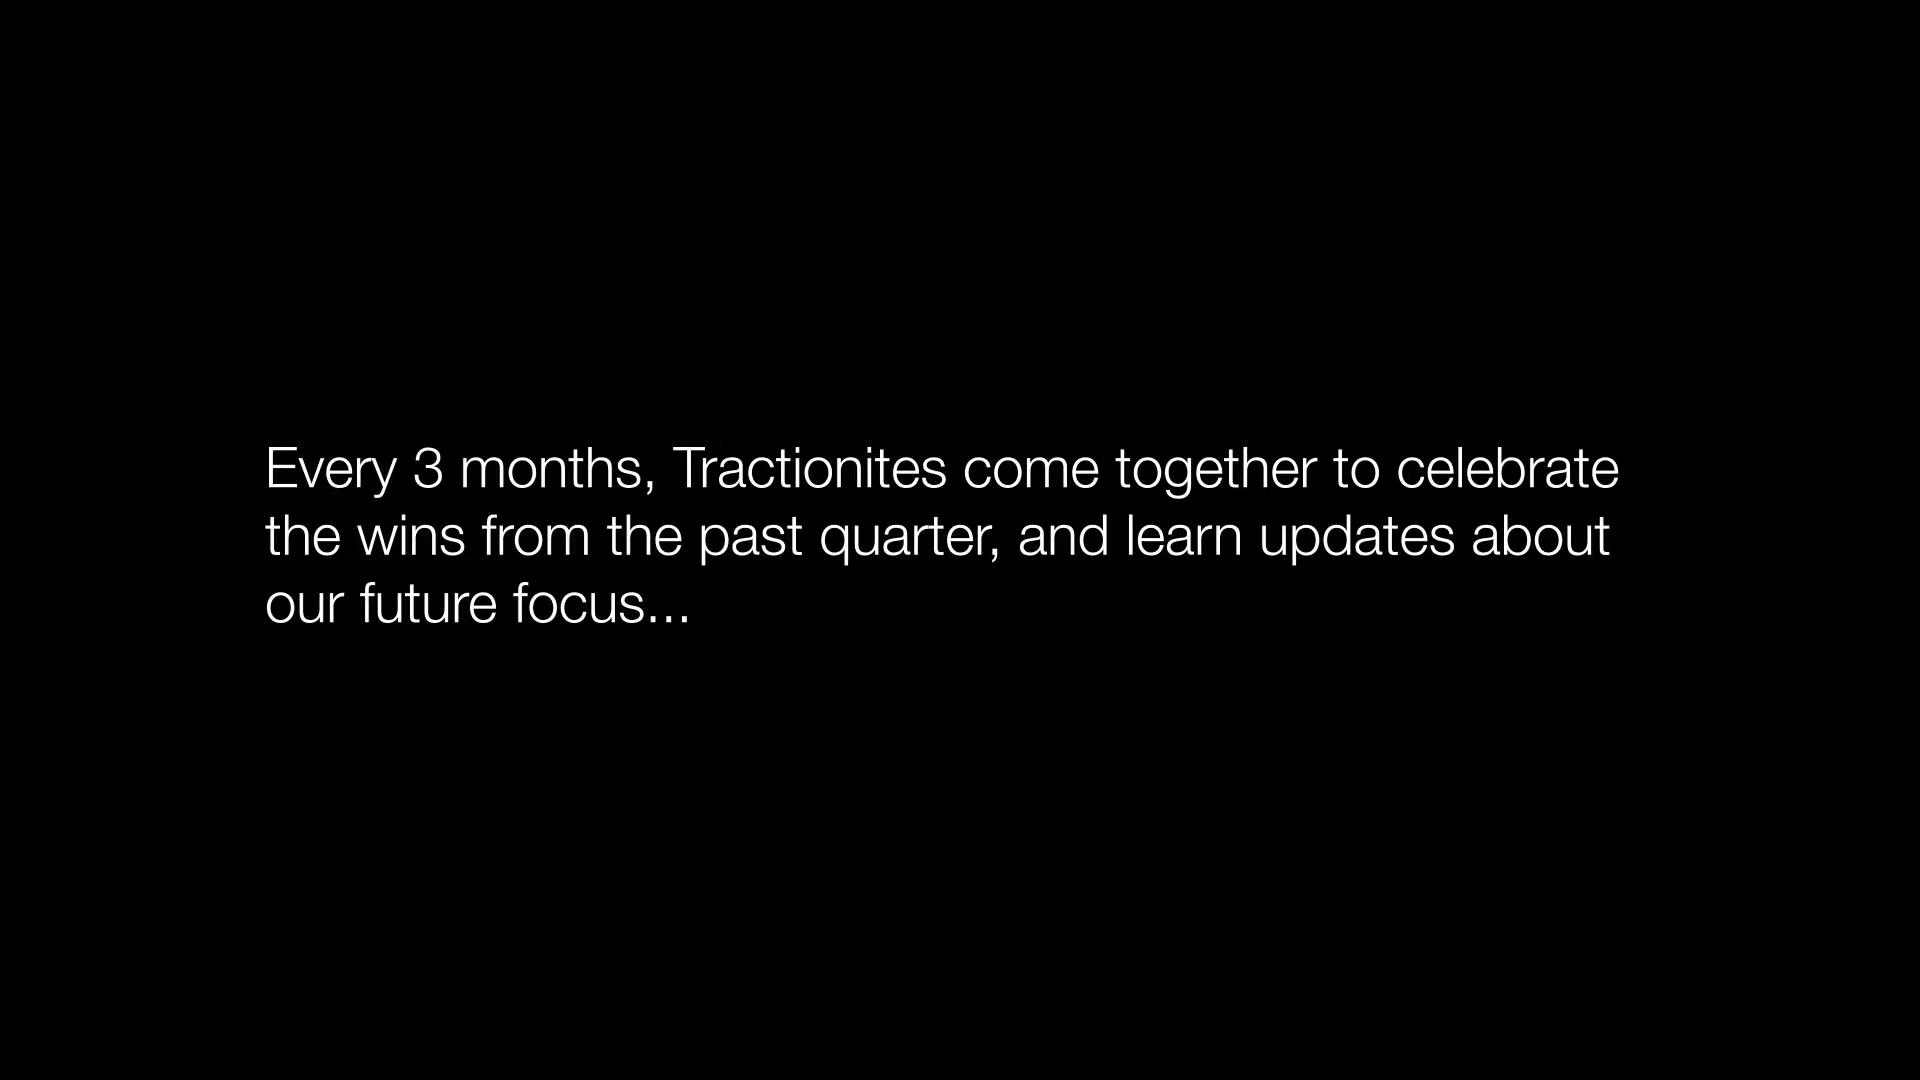 Every 3 months, Tractionites come together to celebrate
the wins from the past quarter, and learn updates about
our future focus...